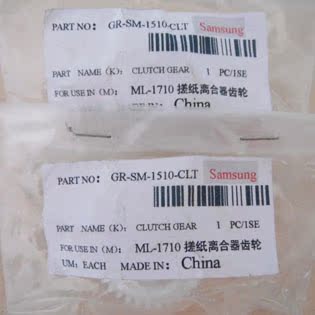 PART NO: GR-SM-1510-CLT Samsung
PART NAME (K): CLUTCH GEAR 1 PC/1SE
FOR USE IN (M): ML-1710 搓纸离合器齿轮
DE IN: China
PART NO: GR-SM-1510-CLT Samsung
PART NAME (K): CLUTCH GEAR 1 PC/1SE
FOR USE IN (M): ML-1710 搓纸离合器齿轮
UM: EACH MADE IN: China